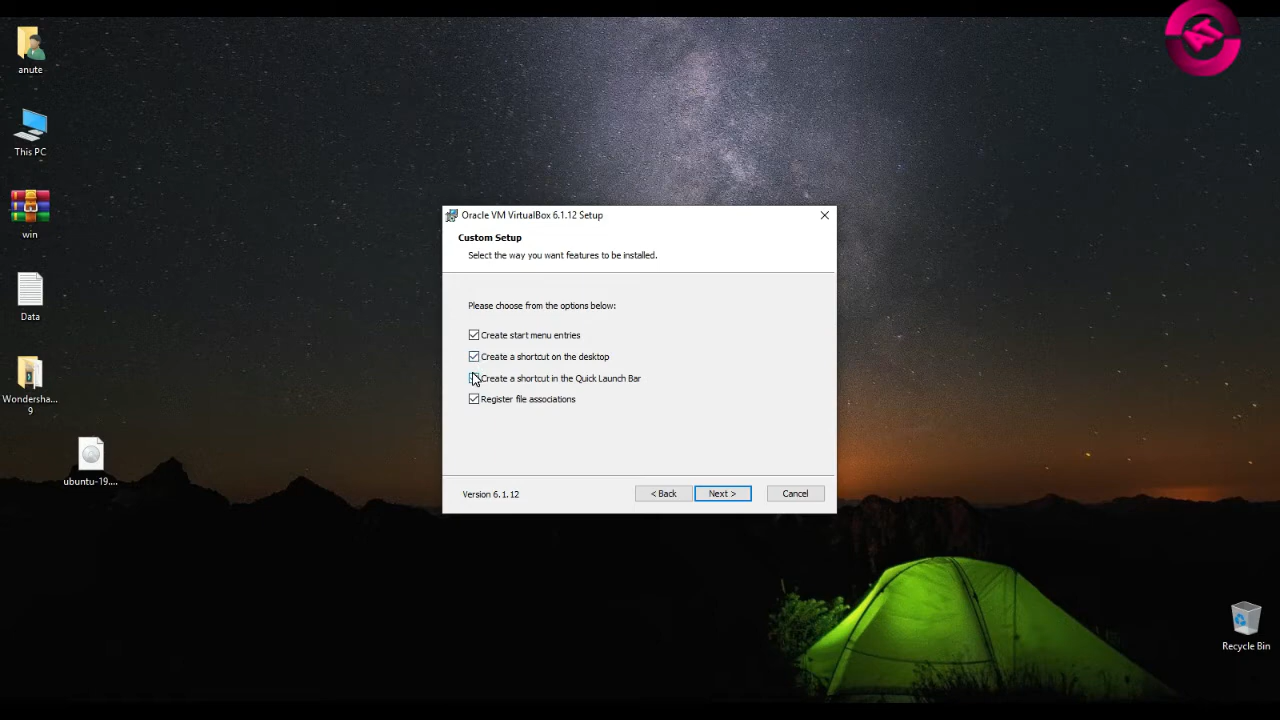 anute
This PC
win
Data
Wondersha...
9
ubuntu-19....
Oracle VM VirtualBox 6.1.12 Setup
Custom Setup
Select the way you want features to be installed.
Please choose from the options below:
Create start menu entries
Create a shortcut on the desktop
Create a shortcut in the Quick Launch Bar
Register file associations
Version 6.1.12
< Back
Next >
Cancel
Recycle Bin